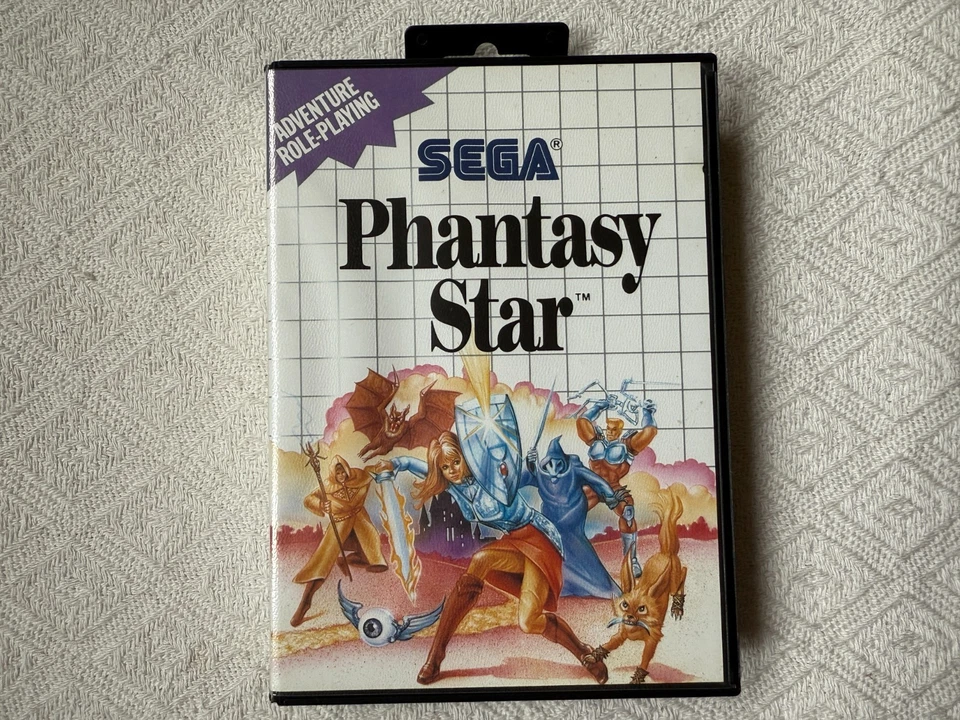 ADVENTURE
ROLE-PLAYING
SEGA®
Phantasy
Star™